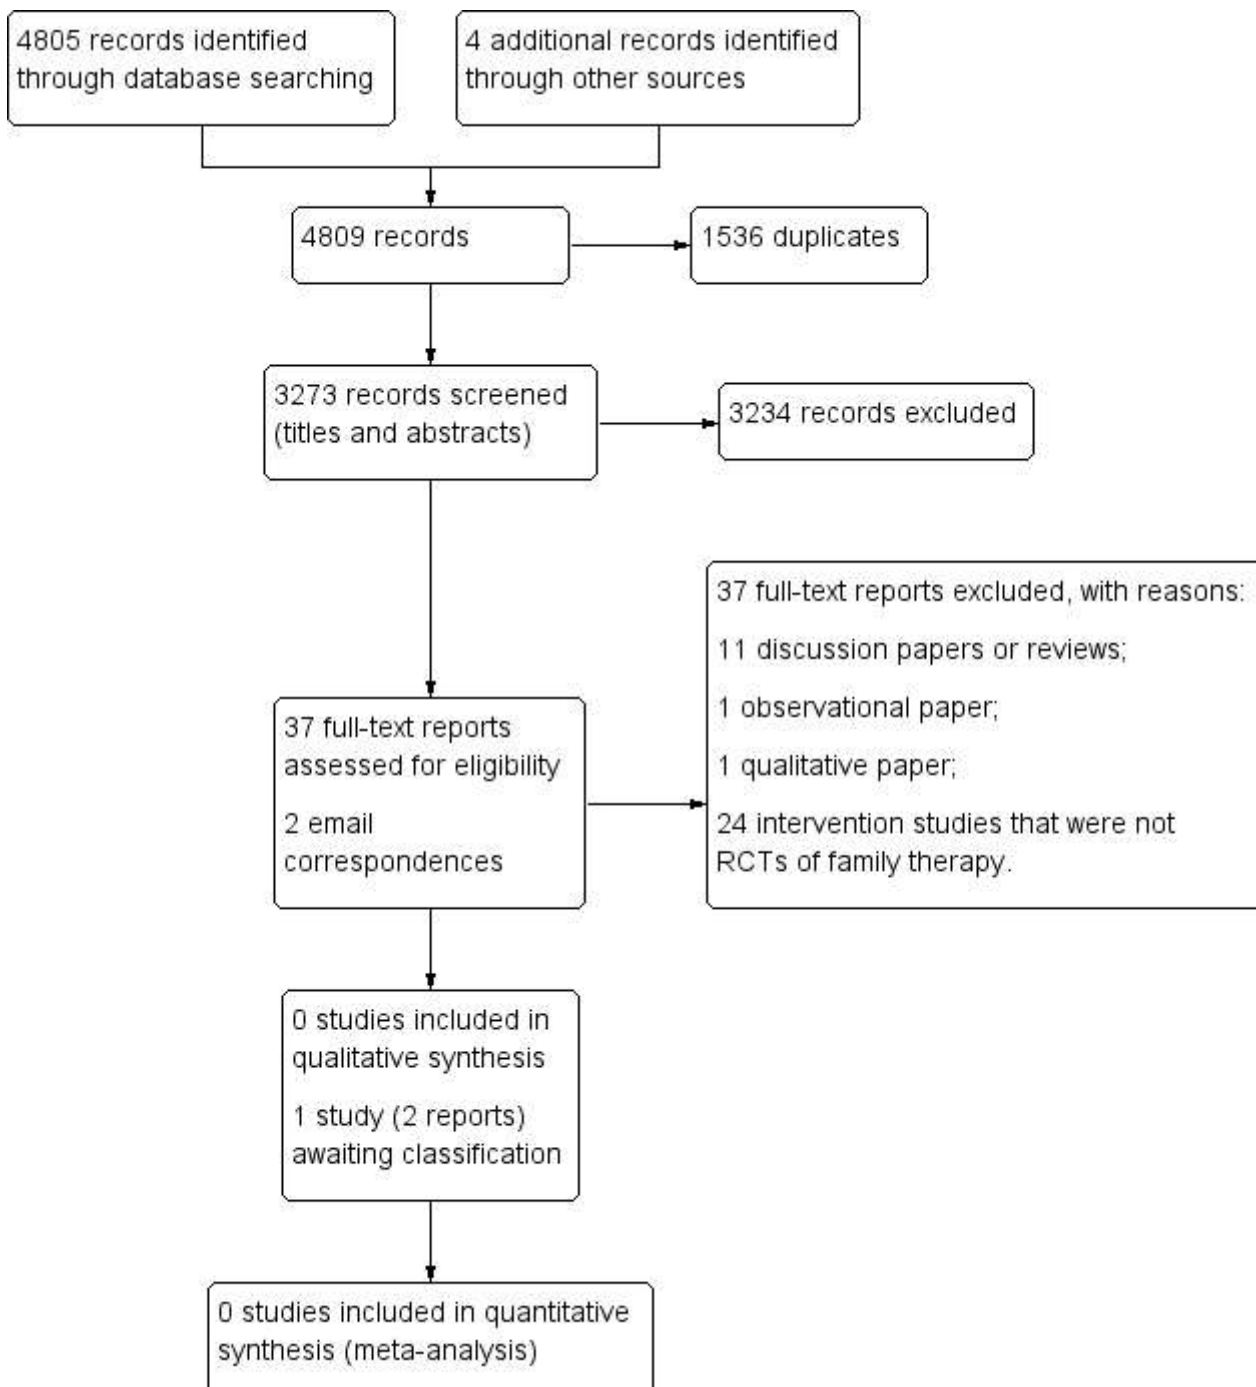 4805 records identified
through database searching
4 additional records identified
through other sources
4809 records
1536 duplicates
3273 records screened
(titles and abstracts)
3234 records excluded
37 full-text reports
assessed for eligibility
2 email
correspondences
37 full-text reports excluded, with reasons:
11 discussion papers or reviews;
1 observational paper;
1 qualitative paper;
24 intervention studies that were not
RCTs of family therapy.
0 studies included in
qualitative synthesis
1 study (2 reports)
awaiting classification
0 studies included in quantitative
synthesis (meta-analysis)